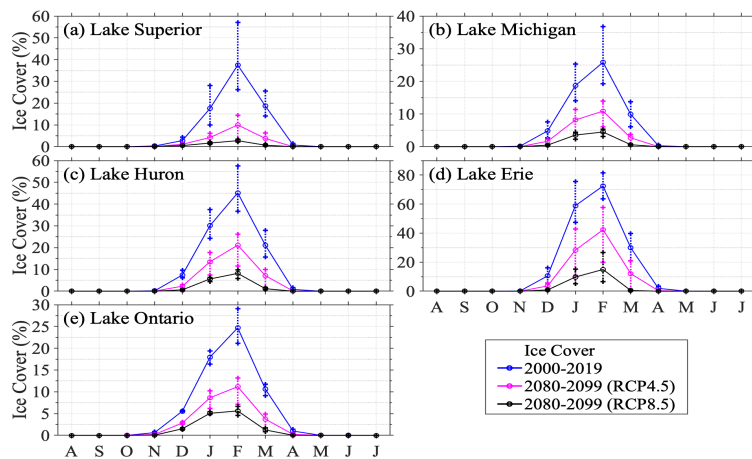 (a) Lake Superior
Ice Cover (%)
60
50
40
30
20
10
0
(b) Lake Michigan
40
30
20
10
0
(c) Lake Huron
Ice Cover (%)
60
50
40
30
20
10
0
(d) Lake Erie
80
60
40
20
0
A S O N D J F M A M J J
(e) Lake Ontario
Ice Cover (%)
30
25
20
15
10
5
0
A S O N D J F M A M J J
Ice Cover
2000-2019
2080-2099 (RCP4.5)
2080-2099 (RCP8.5)